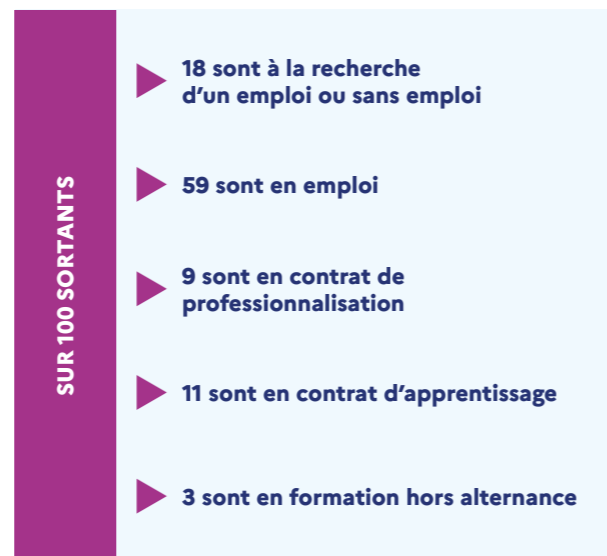 SUR 100 SORTANTS
18 sont à la recherche
d’un emploi ou sans emploi
59 sont en emploi
9 sont en contrat de
professionnalisation
11 sont en contrat d’apprentissage
3 sont en formation hors alternance